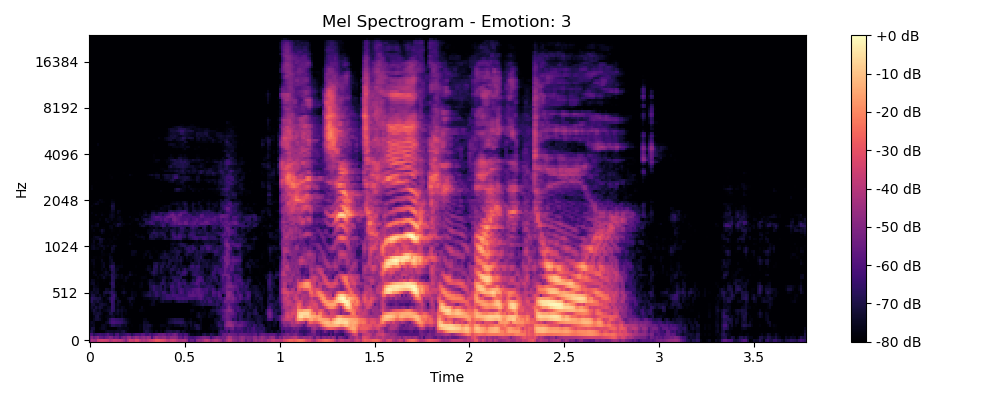 Mel Spectrogram - Emotion: 3
Hz
16384
8192
4096
2048
1024
512
0
0 0.5 1 1.5 2 2.5 3 3.5
Time
+0 dB
-10 dB
-20 dB
-30 dB
-40 dB
-50 dB
-60 dB
-70 dB
-80 dB